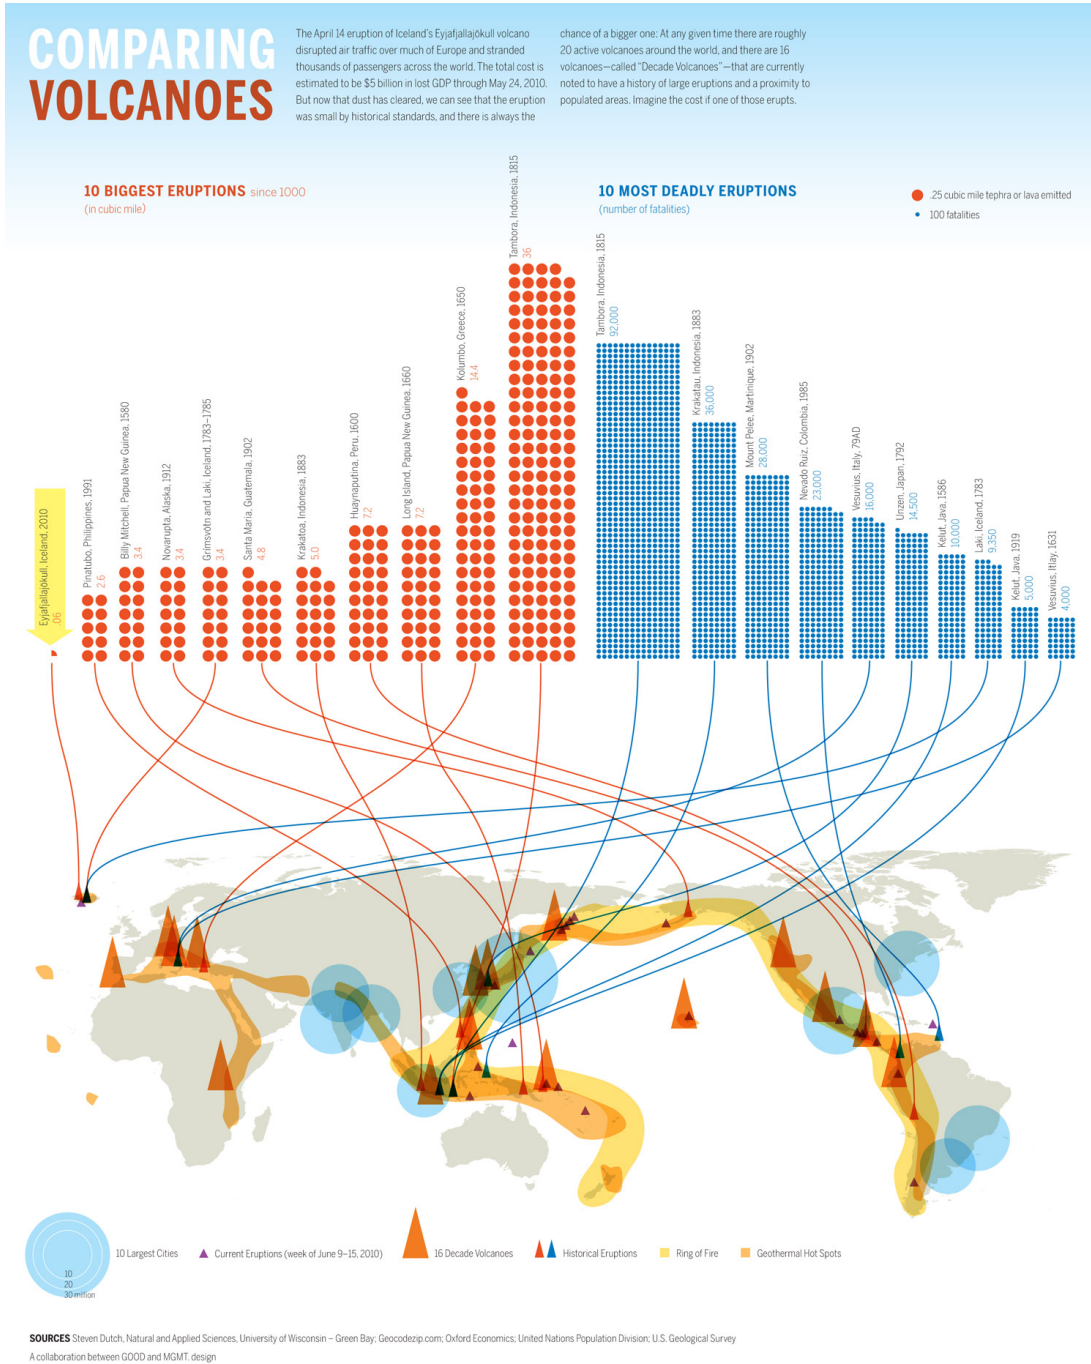 COMPARING
VOLCANOES
The April 14 eruption of Iceland's Eyjafjallajökull volcano
disrupted air traffic over much of Europe and stranded
thousands of passengers across the world. The total cost is
estimated to be $5 billion in lost GDP through May 24, 2010.
But now that dust has cleared, we can see that the eruption
was small by historical standards, and there is always the
chance of a bigger one: At any given time there are roughly
20 active volcanoes around the world, and there are 16
volcanoes—called "Decade Volcanoes"—that are currently
noted to have a history of large eruptions and a proximity to
populated areas. Imagine the cost if one of those erupts.
10 BIGGEST ERUPTIONS since 1000
(in cubic mile)
10 MOST DEADLY ERUPTIONS
(number of fatalities)
.25 cubic mile tephra or lava emitted
100 fatalities
Eyjafjallajökull, Iceland, 2010
.06
Pinatubo, Philippines, 1991
2.6
Billy Mitchell, Papua New Guinea, 1580
3.4
Novarupta, Alaska, 1912
3.4
Grímsvötn and Laki, Iceland, 1783–1785
3.4
Santa Maria, Guatemala, 1902
4.8
Krakatoa, Indonesia, 1883
5.0
Huaynaputina, Peru, 1600
7.2
Long Island, Papua New Guinea, 1660
7.2
Kolumbo, Greece, 1650
14.4
Tambora, Indonesia, 1815
36
Tambora, Indonesia, 1815
92,000
Krakatau, Indonesia, 1883
36,000
Mount Pelee, Martinique, 1902
28,000
Nevado Ruiz, Colombia, 1985
23,000
Vesuvius, Italy, 79AD
16,000
Unzen, Japan, 1792
14,500
Kelut, Java, 1586
10,000
Laki, Iceland, 1783
9,350
Kelut, Java, 1919
5,000
Vesuvius, Itlay, 1631
4,000
10
20
30 million
10 Largest Cities
Current Eruptions (week of June 9–15, 2010)
16 Decade Volcanoes
Historical Eruptions
Ring of Fire
Geothermal Hot Spots
SOURCES Steven Dutch, Natural and Applied Sciences, University of Wisconsin – Green Bay; Geocodezip.com; Oxford Economics; United Nations Population Division; U.S. Geological Survey
A collaboration between GOOD and MGMT. design